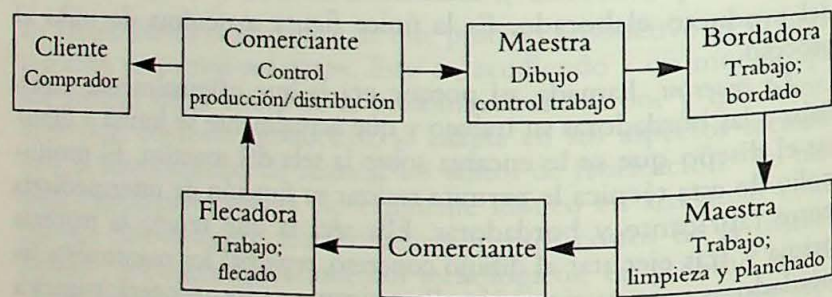 Cliente
Comprador
Comerciante
Control
producción/distribución
Maestra
Dibujo
control trabajo
Bordadora
Trabajo;
bordado
Maestra
Trabajo;
limpieza y planchado
Comerciante
Flecadora
Trabajo;
flecado